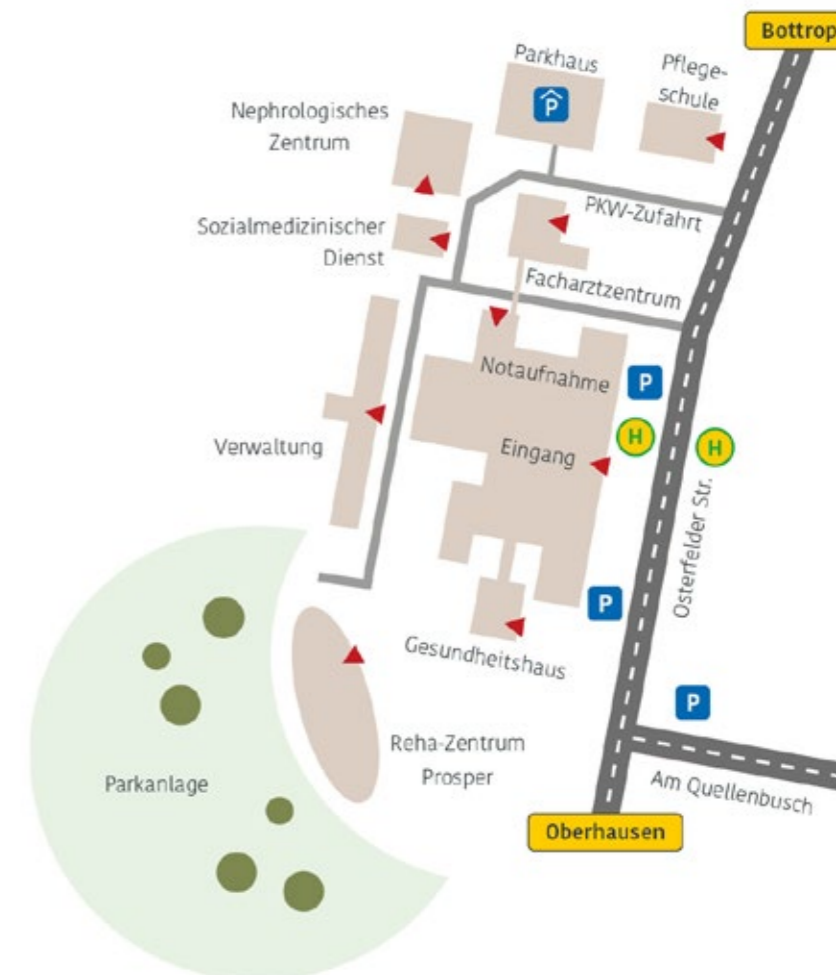 Bottrop
Parkhaus
P
Pflege-
schule
Nephrologisches
Zentrum
PKW-Zufahrt
Sozialmedizinischer
Dienst
Facharztzentrum
Notaufnahme
P
H
H
Eingang
Verwaltung
Osterfelder Str.
P
Gesundheitshaus
P
Reha-Zentrum
Prosper
Parkanlage
Am Quellenbusch
Oberhausen